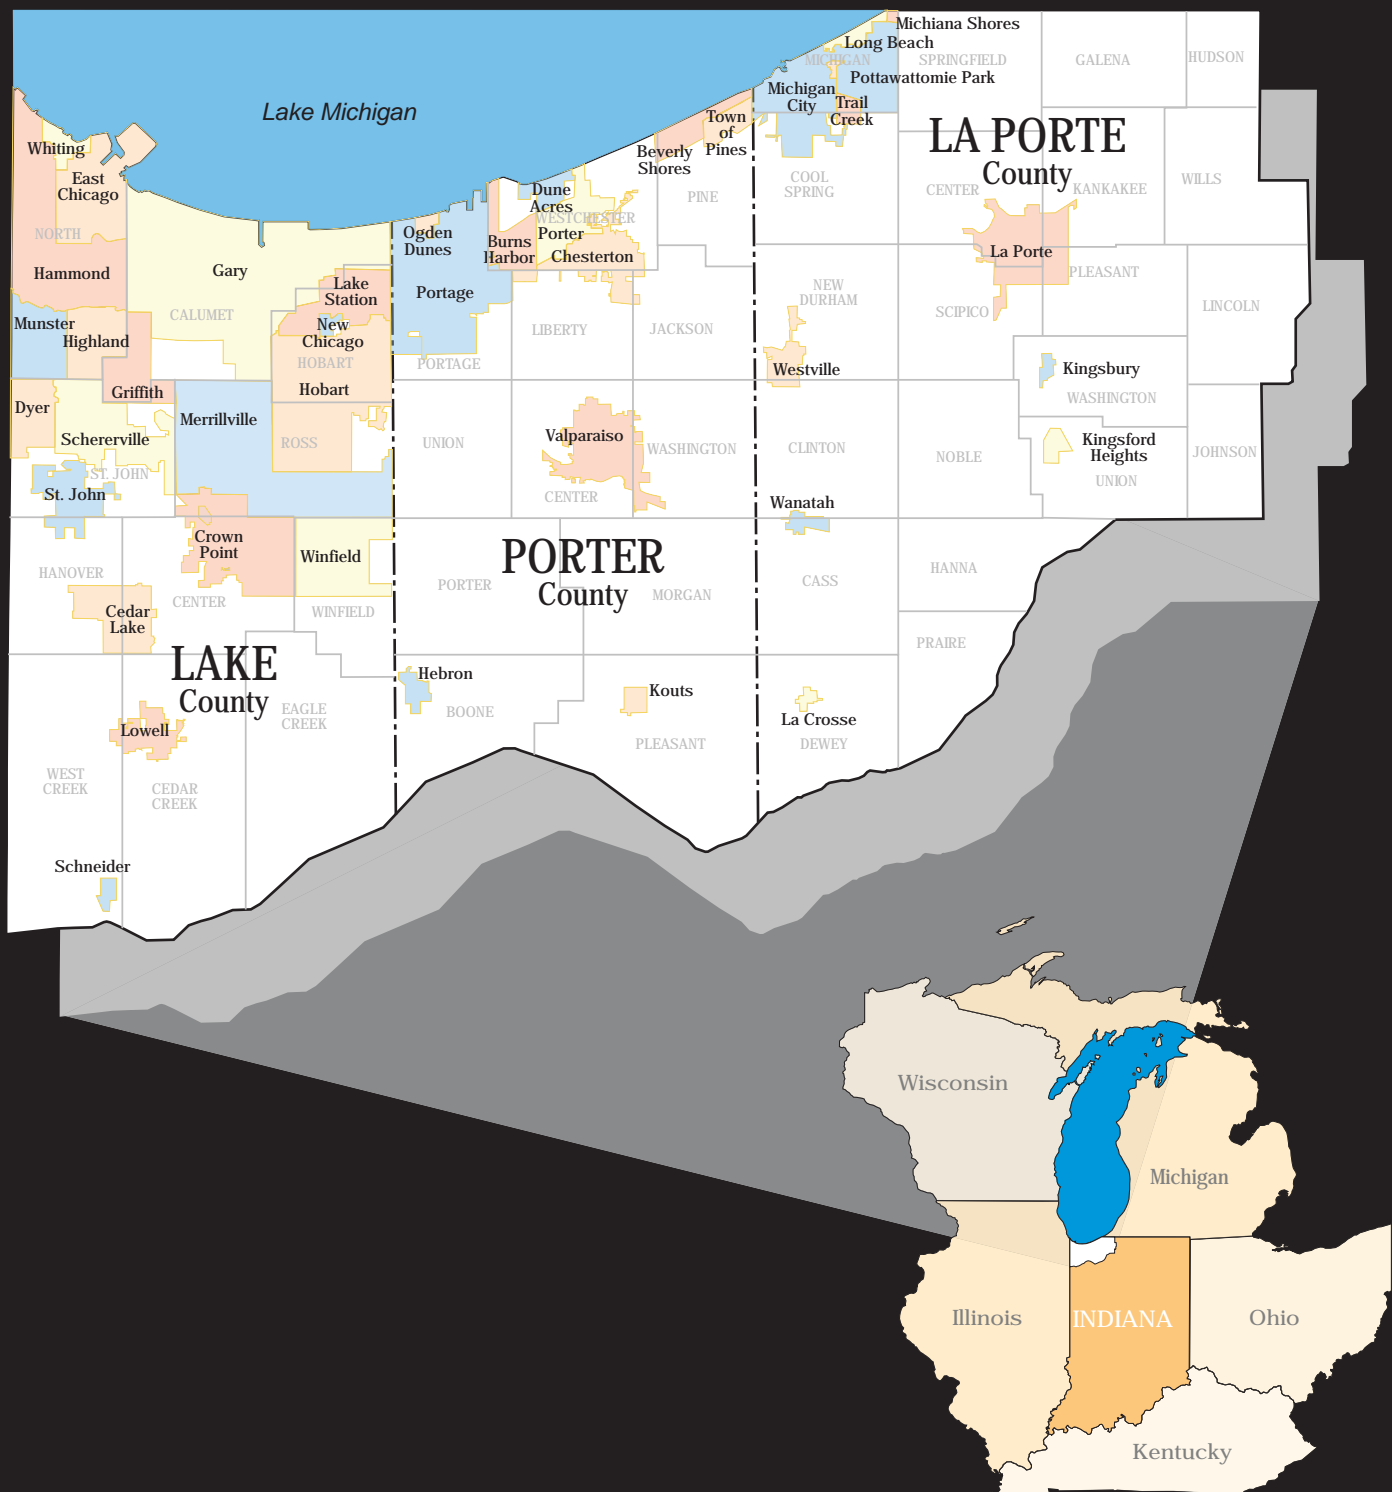 Michiana Shores
Long Beach
MICHIGAN
SPRINGFIELD
GALENA
HUDSON
Pottawattomie Park
Michigan
City
Trail
Creek
Lake Michigan
Town
of
Pines
Beverly
Shores
LA PORTE
County
Whiting
East
Chicago
NORTH
Hammond
Gary
CALUMET
Lake
Station
New
Chicago
HOBART
Hobart
Munster
Highland
Griffith
Dyer
Schererville
ST. JOHN
St. John
Merrillville
ROSS
Ogden
Dunes
Portage
PORTAGE
Burns
Harbor
Dune
Acres
WESTCHESTER
Porter
Chesterton
PINE
LIBERTY
JACKSON
COOL
SPRING
CENTER
KANKAKEE
WILLS
La Porte
PLEASANT
NEW
DURHAM
SCIPICO
LINCOLN
Westville
Kingsbury
WASHINGTON
UNION
Valparaiso
WASHINGTON
CENTER
CLINTON
NOBLE
Kingsford
Heights
UNION
JOHNSON
Wanatah
Crown
Point
Winfield
HANOVER
CENTER
WINFIELD
Cedar
Lake
PORTER
County
PORTER
MORGAN
CASS
HANNA
PRAIRE
LAKE
County
EAGLE
CREEK
Lowell
WEST
CREEK
CEDAR
CREEK
Hebron
BOONE
Kouts
PLEASANT
La Crosse
DEWEY
Schneider
Wisconsin
Michigan
Illinois
INDIANA
Ohio
Kentucky